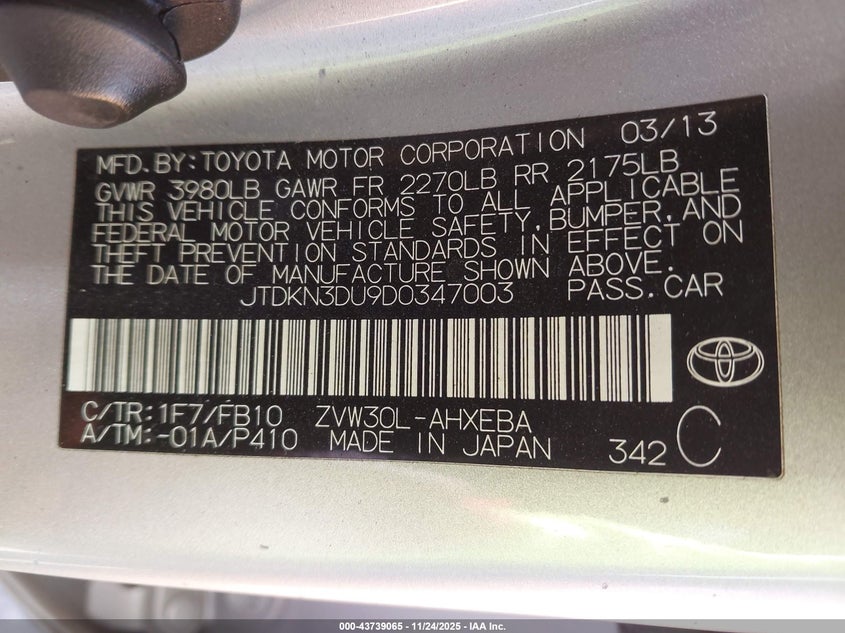 MFD.BY:TOYOTA MOTOR CORPORATION 03/13
GVWR 3980LB GAWR FR 2270LB RR 2175LB
THIS VEHICLE CONFORMS TO ALL APPLICABLE
FEDERAL MOTOR VEHICLE SAFETY,BUMPER,AND
THEFT PREVENTION STANDARDS IN EFFECT ON
THE DATE OF MANUFACTURE SHOWN ABOVE.
JTDKN3DU9D0347003 PASS.CAR
C/TR:1F7/FB10 ZVW30L-AHXEBA
A/TM:-01A/P410 MADE IN JAPAN 342 C
000-43739065 - 11/24/2025 - IAA Inc.